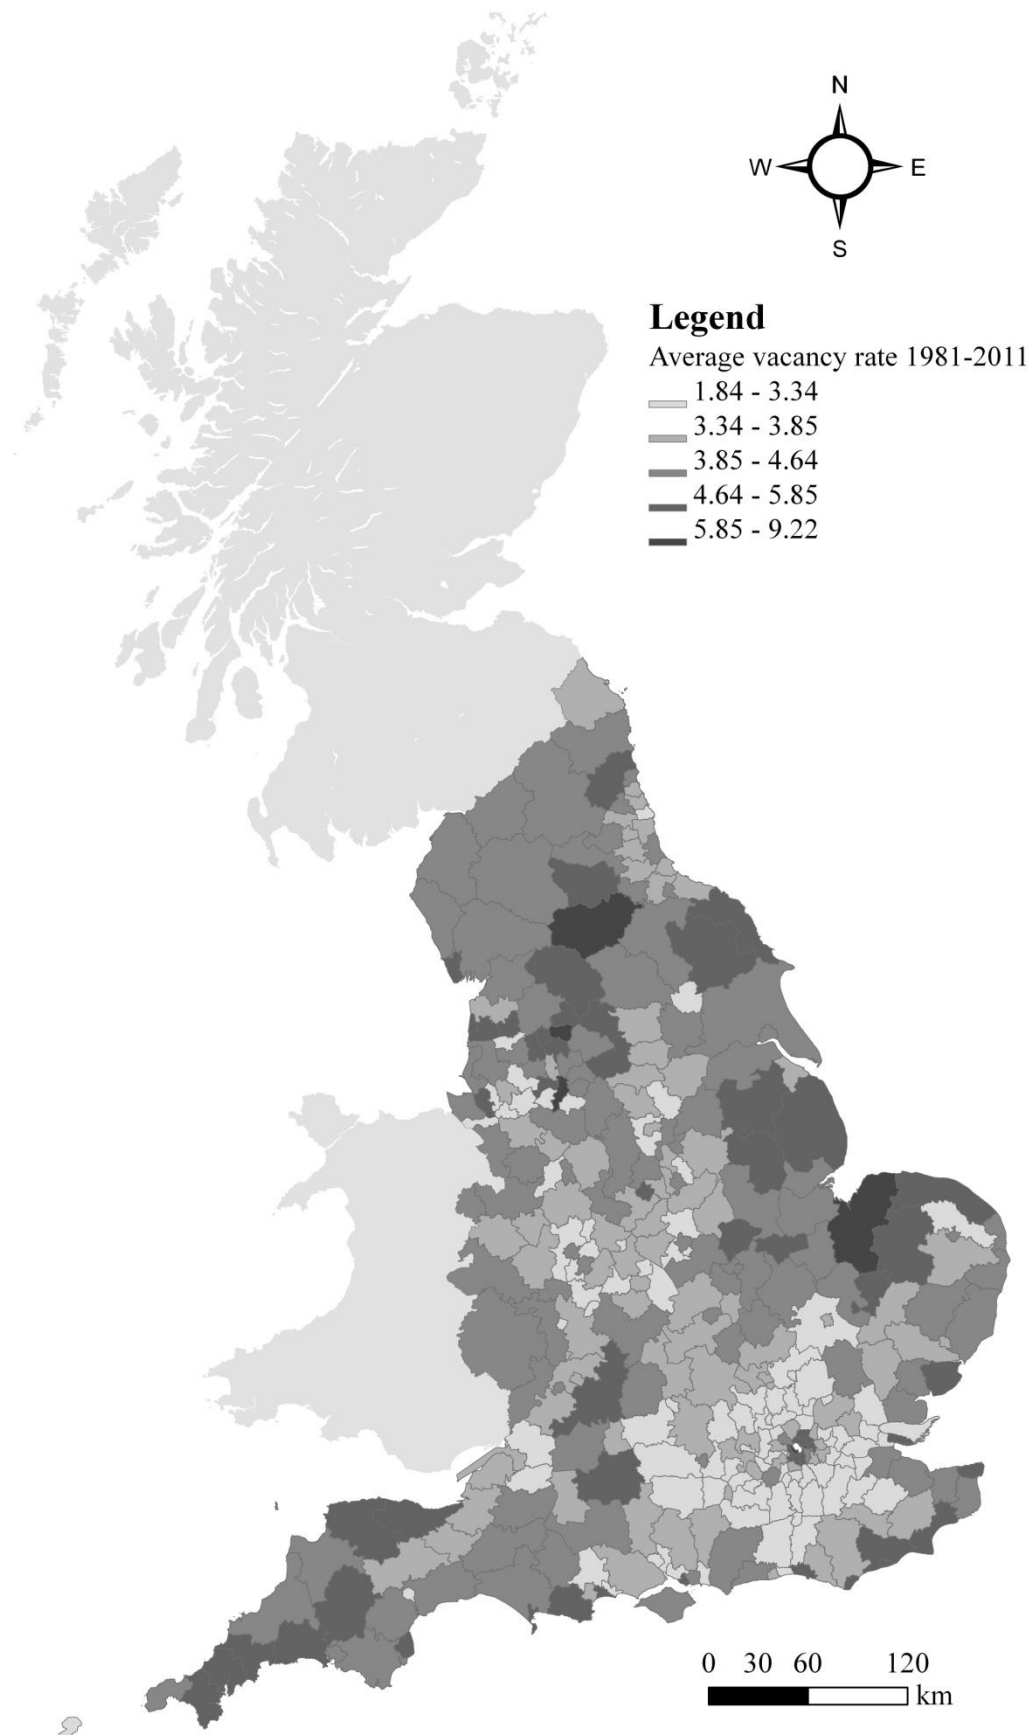 N
W E
S
Legend
Average vacancy rate 1981-2011
1.84 - 3.34
3.34 - 3.85
3.85 - 4.64
4.64 - 5.85
5.85 - 9.22
0 30 60 120
km